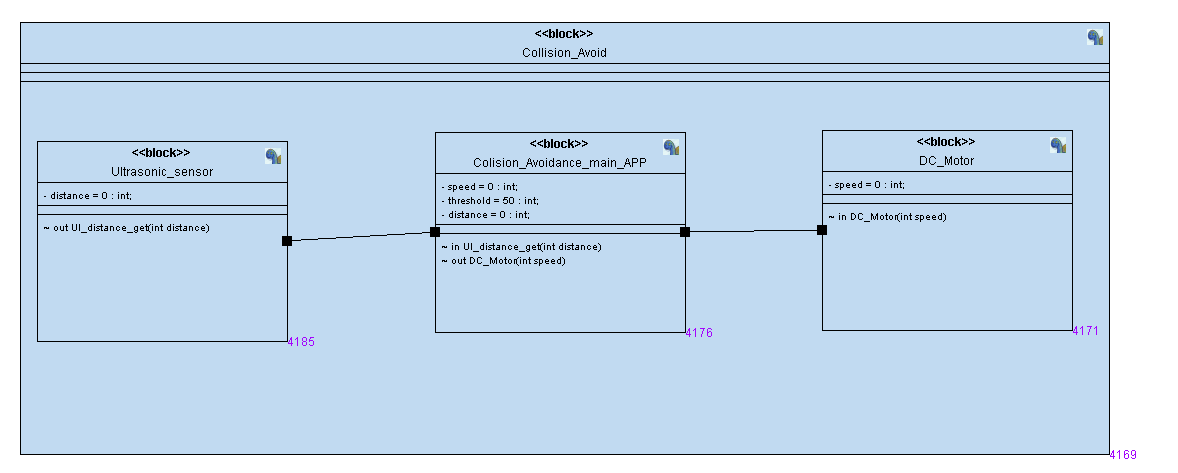 <<block>>
Collision_Avoid
<<block>>
Ultrasonic_sensor
- distance = 0 : int;
~ out UI_distance_get(int distance)
4185
<<block>>
Colision_Avoidance_main_APP
- speed = 0 : int;
- threshold = 50 : int;
- distance = 0 : int;
~ in UI_distance_get(int distance)
~ out DC_Motor(int speed)
4176
<<block>>
DC_Motor
- speed = 0 : int;
~ in DC_Motor(int speed)
4171
4169